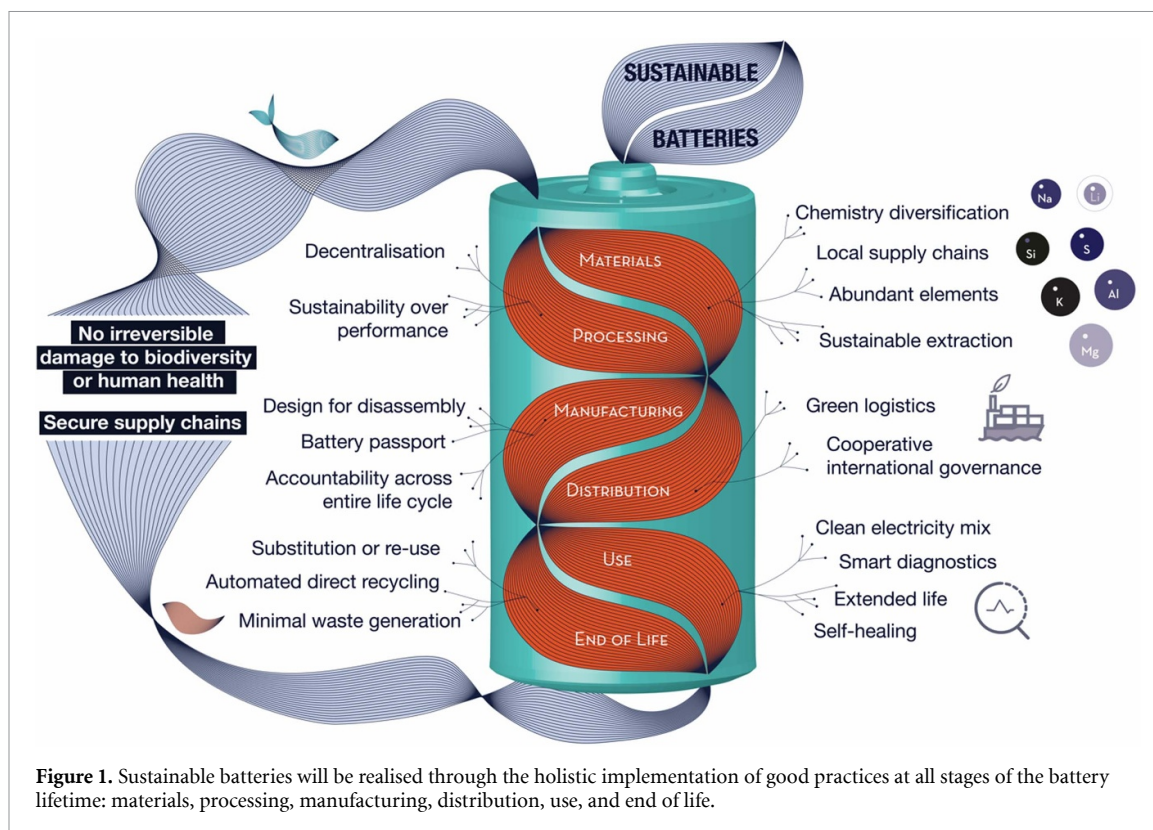 SUSTAINABLE
BATTERIES
Decentralisation
Sustainability over
performance
MATERIALS
PROCESSING
Chemistry diversification
Local supply chains
Abundant elements
Sustainable extraction
Na
Li
Si
S
K
Al
Mg
No irreversible
damage to biodiversity
or human health
Secure supply chains
Design for disassembly
Battery passport
Accountability across
entire life cycle
MANUFACTURING
DISTRIBUTION
Green logistics
Cooperative
international governance
Substitution or re-use
Automated direct recycling
Minimal waste generation
USE
END OF LIFE
Clean electricity mix
Smart diagnostics
Extended life
Self-healing
Figure 1. Sustainable batteries will be realised through the holistic implementation of good practices at all stages of the battery
lifetime: materials, processing, manufacturing, distribution, use, and end of life.